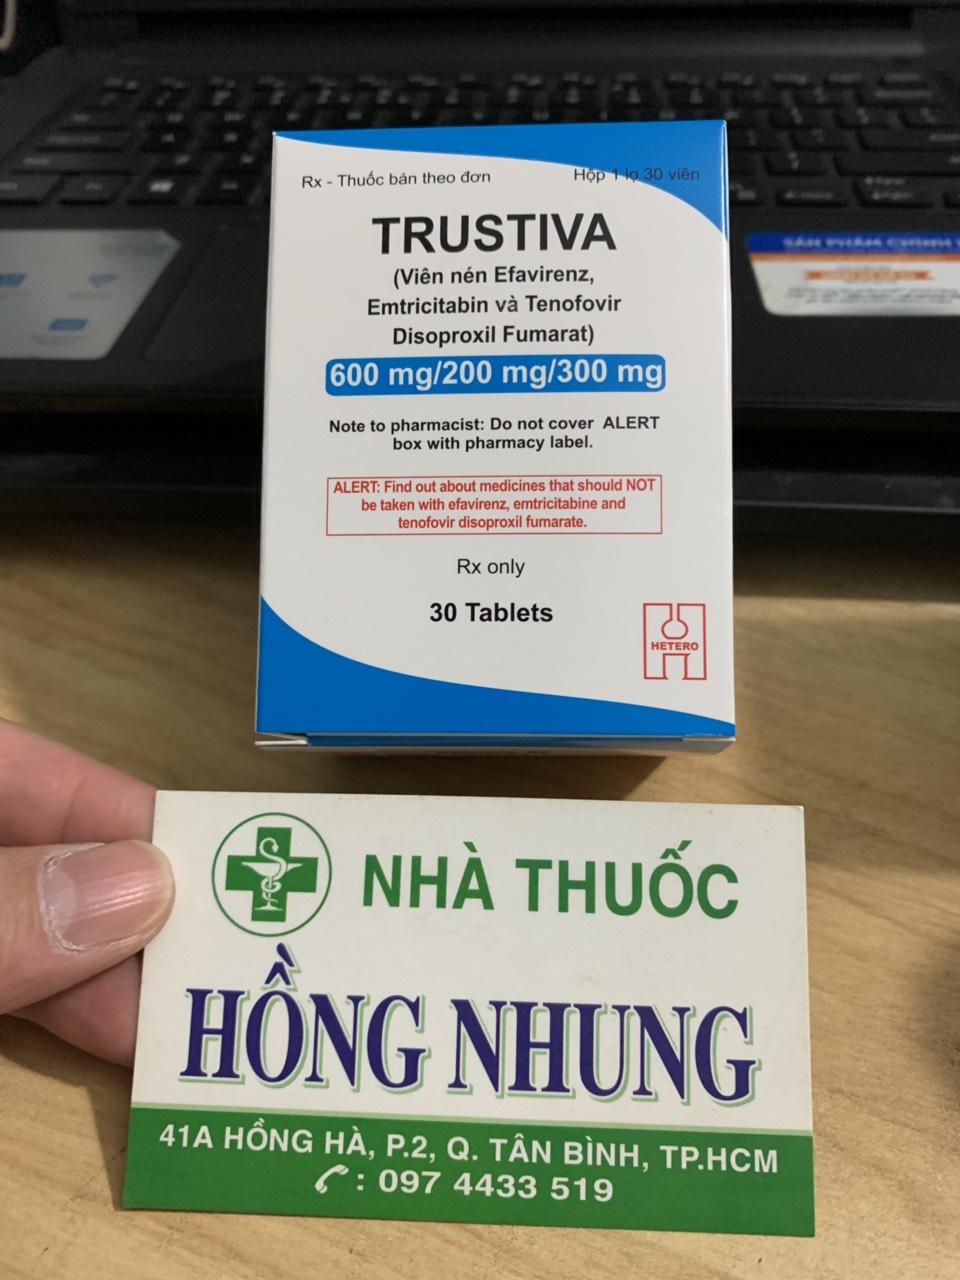 Rx - Thuốc bán theo đơn
Hộp 1 lọ 30 viên
TRUSTIVA
(Viên nén Efavirenz,
Emtricitabin và Tenofovir
Disoproxil Fumarat)
600 mg/200 mg/300 mg
Note to pharmacist: Do not cover ALERT
box with pharmacy label.
ALERT: Find out about medicines that should NOT
be taken with efavirenz, emtricitabine and
tenofovir disoproxil fumarate.
Rx only
30 Tablets
HETERO
SẢN PHẨM CHÍNH
NHÀ THUỐC
HỒNG NHUNG
41A HỒNG HÀ, P.2, Q. TÂN BÌNH, TP.HCM
: 097 4433 519